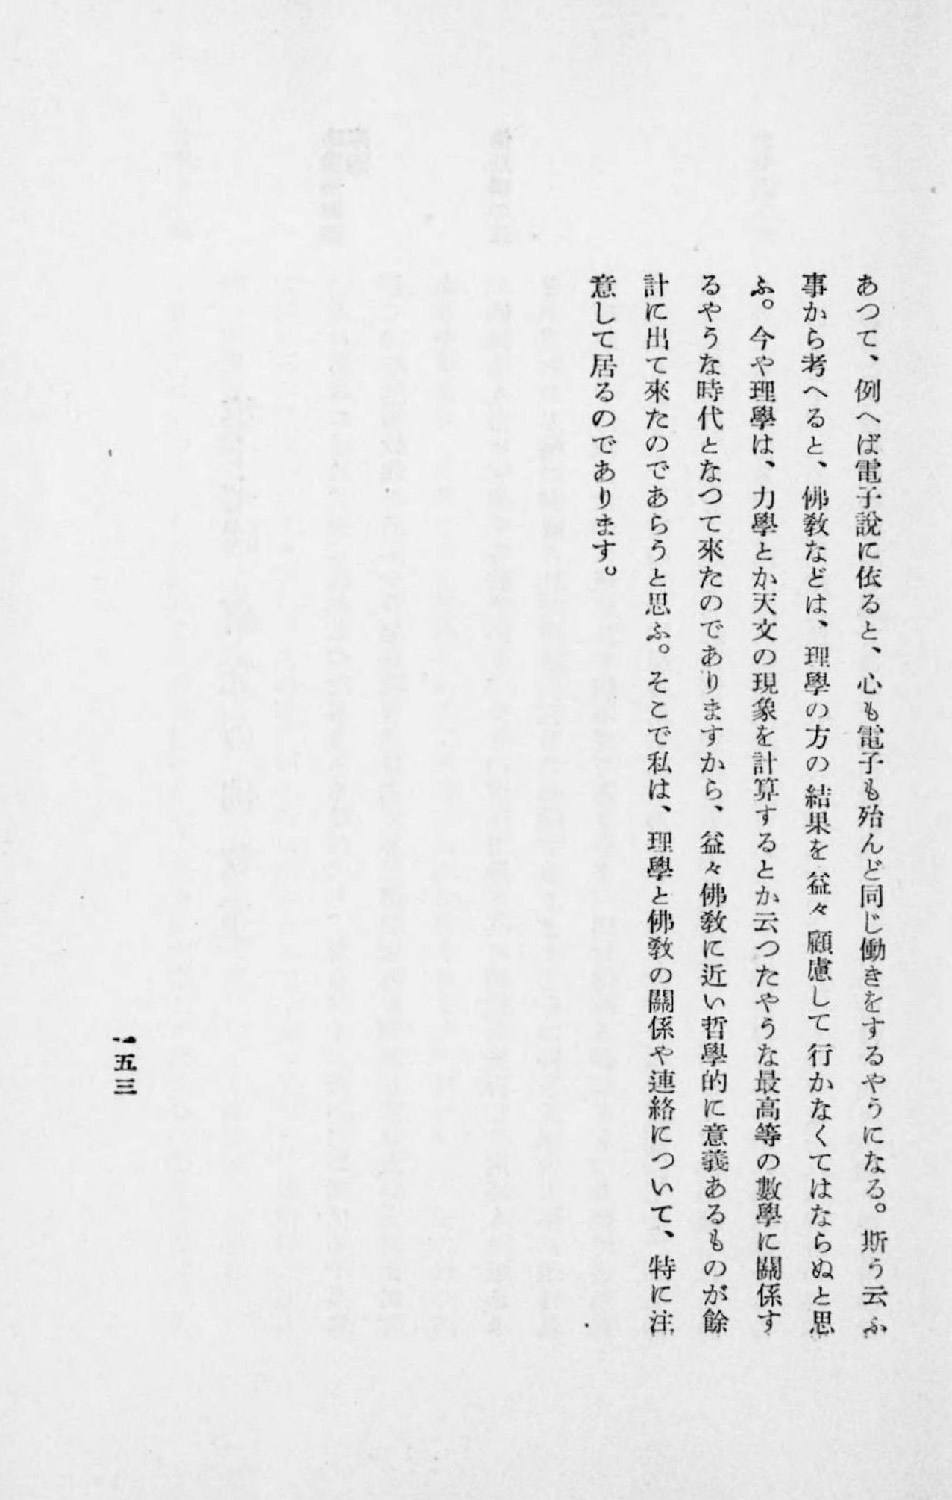 あつて、例へば電子說に依ると、心も電子も殆んど同じ働きをするやうになる。斯う云ふ
事から考へると、佛敎などは、理學の方の結果を益々顧慮して行かなくてはならぬと思
ふ。今や理學は、力學とか天文の現象を計算するとか云つたやうな最高等の數學に關係す
るやうな時代となつて來たのでありますから、益々佛敎に近い哲學的に意義あるものが餘
計に出て來たのであらうと思ふ。そこで私は、理學と佛敎の關係や連絡について、特に注
意して居るのであります。
一五三